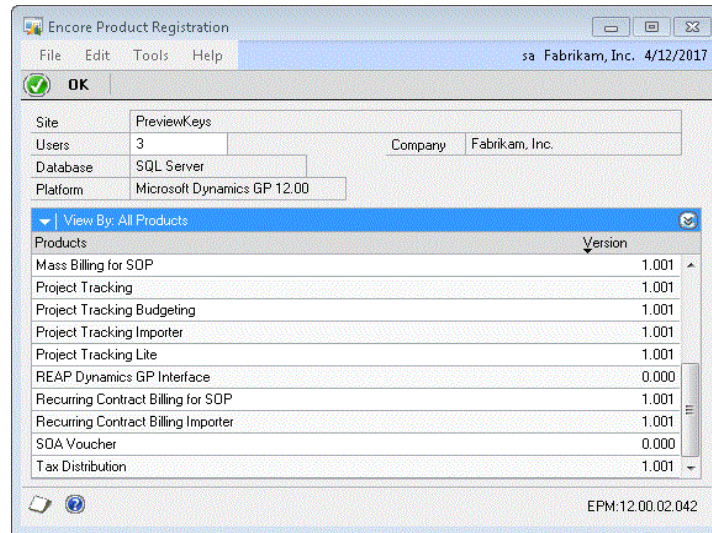 Encore Product Registration
File Edit Tools Help sa Fabrikam, Inc. 4/12/2017
OK
Site PreviewKeys
Users 3 Company Fabrikam, Inc.
Database SQL Server
Platform Microsoft Dynamics GP 12.00
View By: All Products
Products Version
Mass Billing for SOP 1.001
Project Tracking 1.001
Project Tracking Budgeting 1.001
Project Tracking Importer 1.001
Project Tracking Lite 1.001
REAP Dynamics GP Interface 0.000
Recurring Contract Billing for SOP 1.001
Recurring Contract Billing Importer 1.001
SOA Voucher 0.000
Tax Distribution 1.001
EPM:12.00.02.042